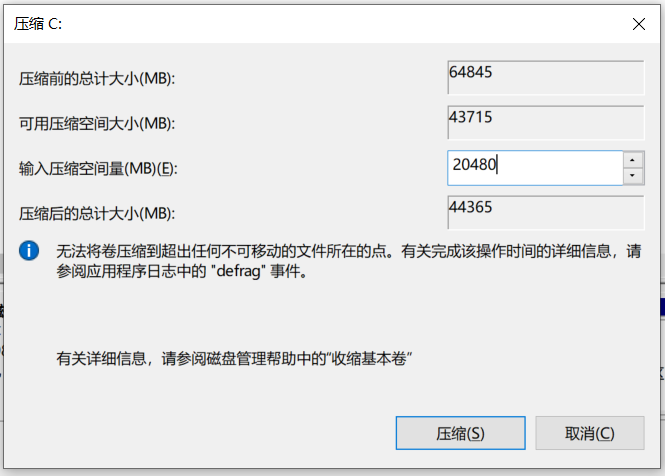 压缩 C:
压缩前的总计大小(MB): 64845
可用压缩空间大小(MB): 43715
输入压缩空间量(MB)(E): 20480
压缩后的总计大小(MB): 44365
无法将卷压缩到超出任何不可移动的文件所在的点。有关完成该操作时间的详细信息，请
参阅应用程序日志中的 "defrag" 事件。
有关详细信息，请参阅磁盘管理帮助中的“收缩基本卷”
压缩(S) 取消(C)